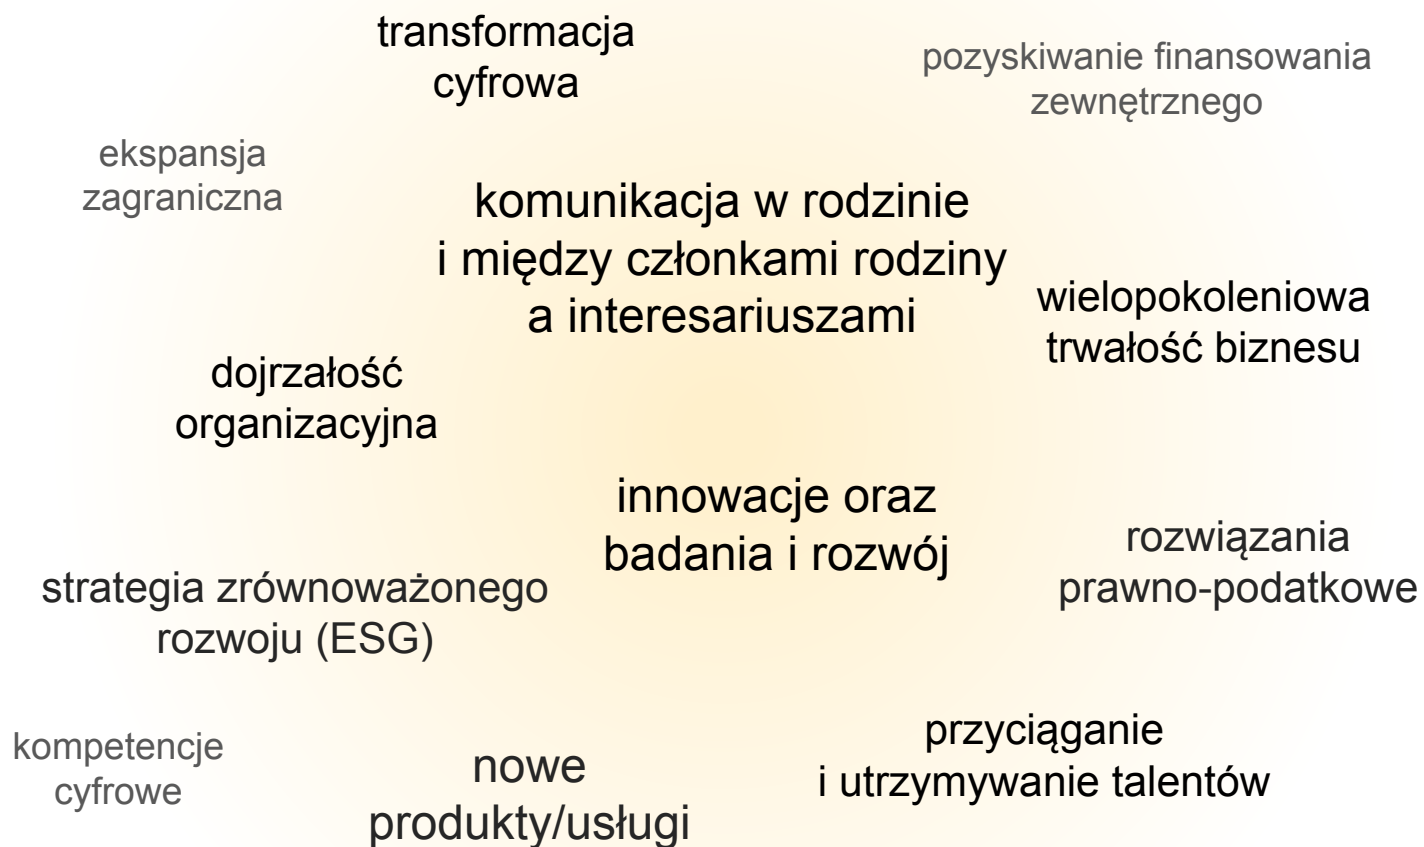 transformacja
cyfrowa
pozyskiwanie finansowania
zewnętrznego
ekspansja
zagraniczna
komunikacja w rodzinie
i między członkami rodziny
a interesariuszami
wielopokoleniowa
trwałość biznesu
dojrzałość
organizacyjna
innowacje oraz
badania i rozwój
rozwiązania
prawno-podatkowe
strategia zrównoważonego
rozwoju (ESG)
przyciąganie
i utrzymywanie talentów
kompetencje
cyfrowe
nowe
produkty/usługi